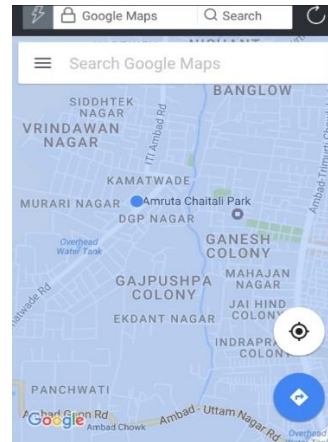 Google Maps
Search
Search Google Maps
NISHANT
BANGLOW
SIDDHTEK
NAGAR
VRINDAWAN
NAGAR
ITI Ambad Rd
KAMATWADE
MURARI NAGAR
Amruta Chaitali Park
DGP NAGAR
Overhead
Water Tank
GANESH
COLONY
GAJPUSHPA
COLONY
MAHAJAN
NAGAR
JAI HIND
COLONY
EKDANT NAGAR
PANCHWATI
Google
Ambad Chowk
Ambad - Uttam Nagar Rd
Overhead